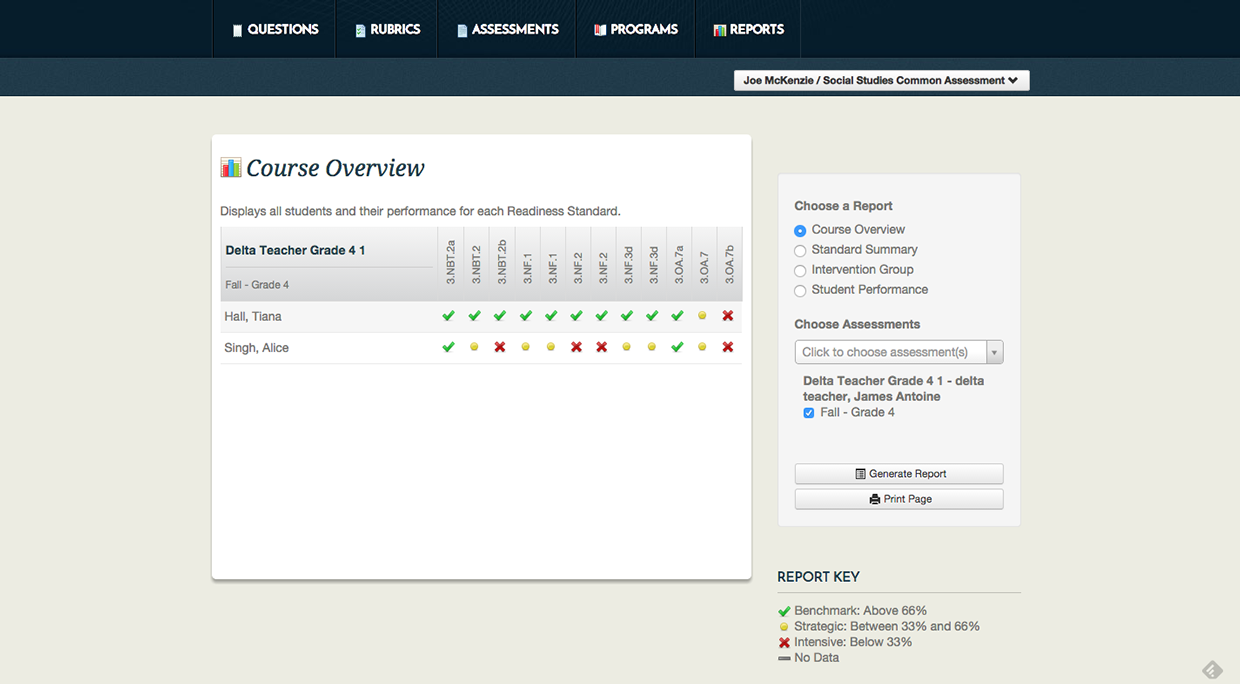 QUESTIONS
RUBRICS
ASSESSMENTS
PROGRAMS
REPORTS
Joe McKenzie / Social Studies Common Assessment
Course Overview
Displays all students and their performance for each Readiness Standard.
Delta Teacher Grade 4 1
Fall - Grade 4
3.NBT.2a
3.NBT.2
3.NBT.2b
3.NF.1
3.NF.1
3.NF.2
3.NF.2
3.NF.3d
3.NF.3d
3.OA.7a
3.OA.7
3.OA.7b
Hall, Tiana
Singh, Alice
Choose a Report
Course Overview
Standard Summary
Intervention Group
Student Performance
Choose Assessments
Click to choose assessment(s)
Delta Teacher Grade 4 1 - delta
teacher, James Antoine
Fall - Grade 4
Generate Report
Print Page
REPORT KEY
Benchmark: Above 66%
Strategic: Between 33% and 66%
Intensive: Below 33%
No Data